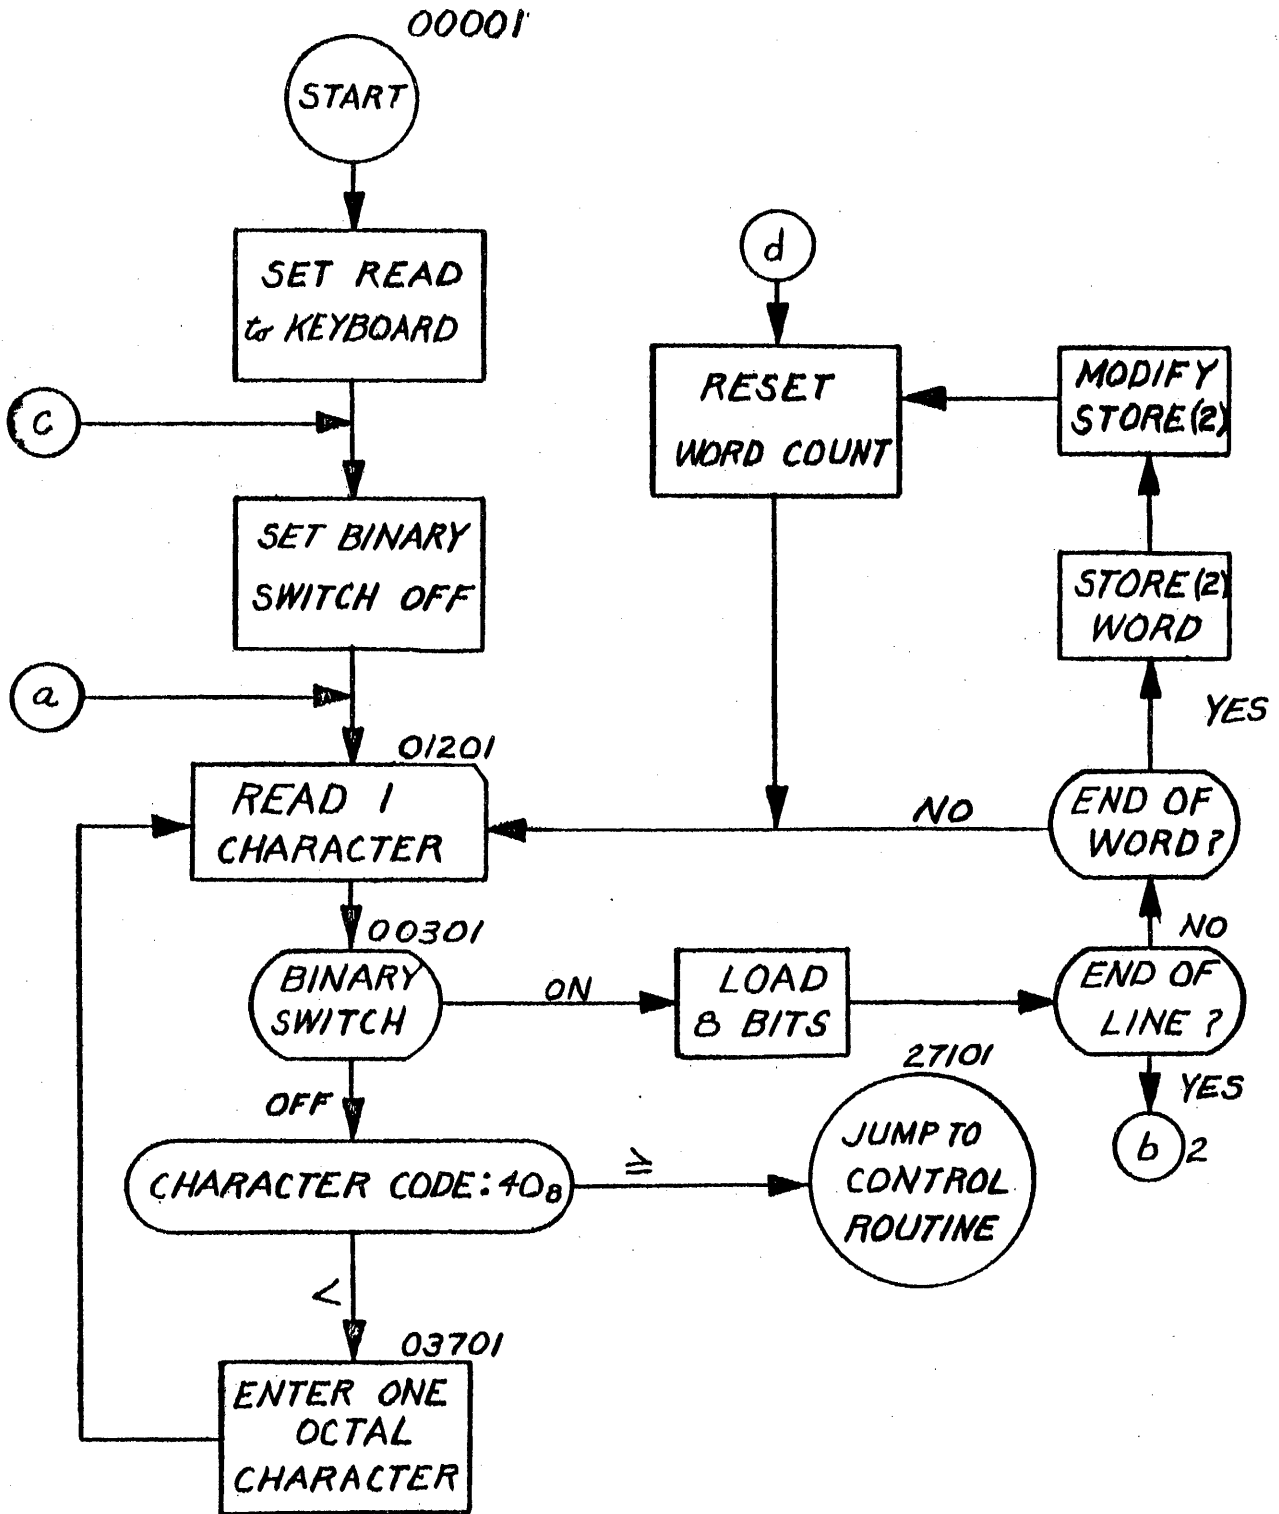 00001
START
SET READ
to KEYBOARD
c
SET BINARY
SWITCH OFF
a
01201
READ 1
CHARACTER
00301
BINARY
SWITCH
ON
OFF
LOAD
8 BITS
CHARACTER CODE: 40₈
≥
<
27101
JUMP TO
CONTROL
ROUTINE
03701
ENTER ONE
OCTAL
CHARACTER
d
RESET
WORD COUNT
MODIFY
STORE(2)
STORE(2)
WORD
YES
END OF
WORD?
NO
NO
END OF
LINE?
YES
b 2